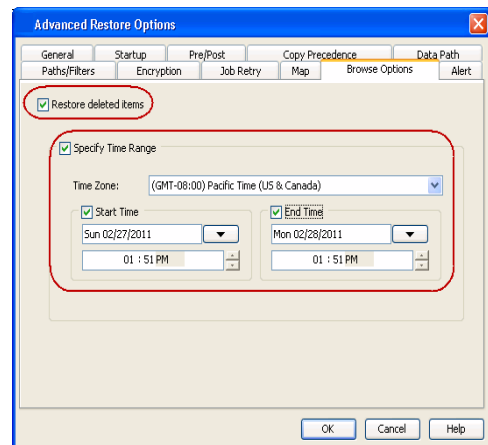 Advanced Restore Options
General Startup Pre/Post Copy Precedence Data Path
Paths/Filters Encryption Job Retry Map Browse Options Alert
Restore deleted items
Specify Time Range
Time Zone: (GMT-08:00) Pacific Time (US & Canada)
Start Time End Time
Sun 02/27/2011 Mon 02/28/2011
01 : 51 PM 01 : 51 PM
OK Cancel Help